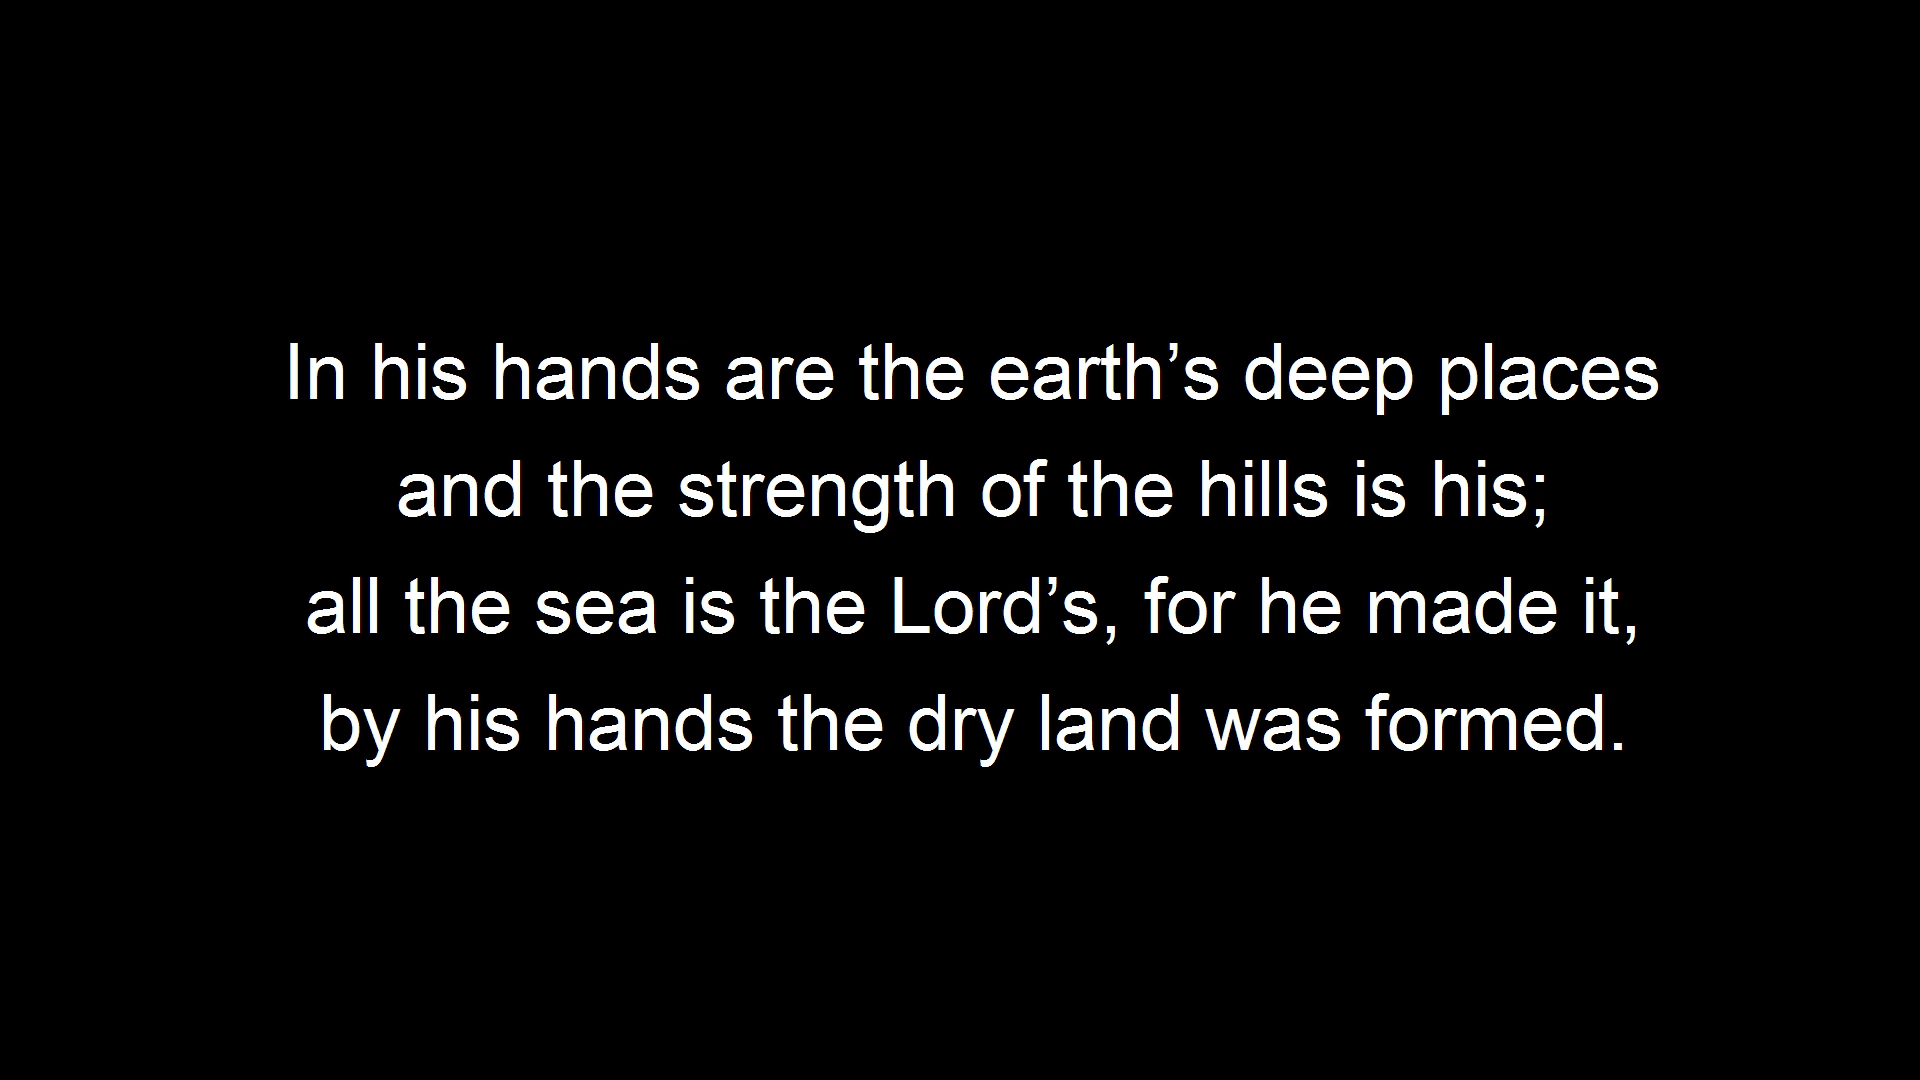 In his hands are the earth’s deep places
and the strength of the hills is his;
all the sea is the Lord’s, for he made it,
by his hands the dry land was formed.